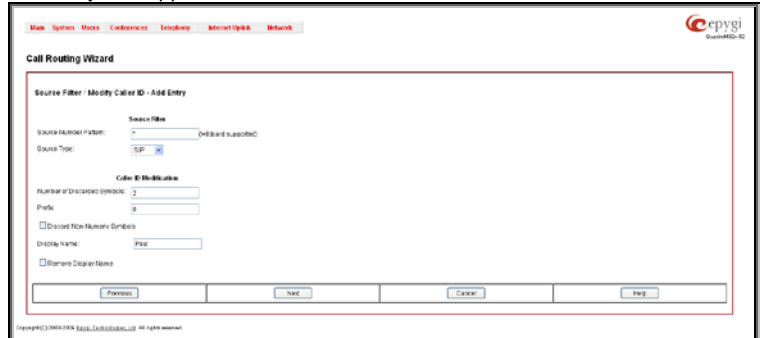 Main System Users Conferences Telephony Internet Uplink Network
epygi
QuadroM32x-E2
Call Routing Wizard
Source Filter / Modify Caller ID - Add Entry
Source Filter
Source Number Pattern: * (wildcard supported)
Source Type: SIP
Caller ID Modification
Number of Discarded Symbols: 2
Prefix 8
Discard Non-Numeric Symbols
Display Name: Paul
Remove Display Name
Previous Next Cancel Help
Copyright(C) 2003-2006 Epygi Technologies, Ltd. All rights reserved.